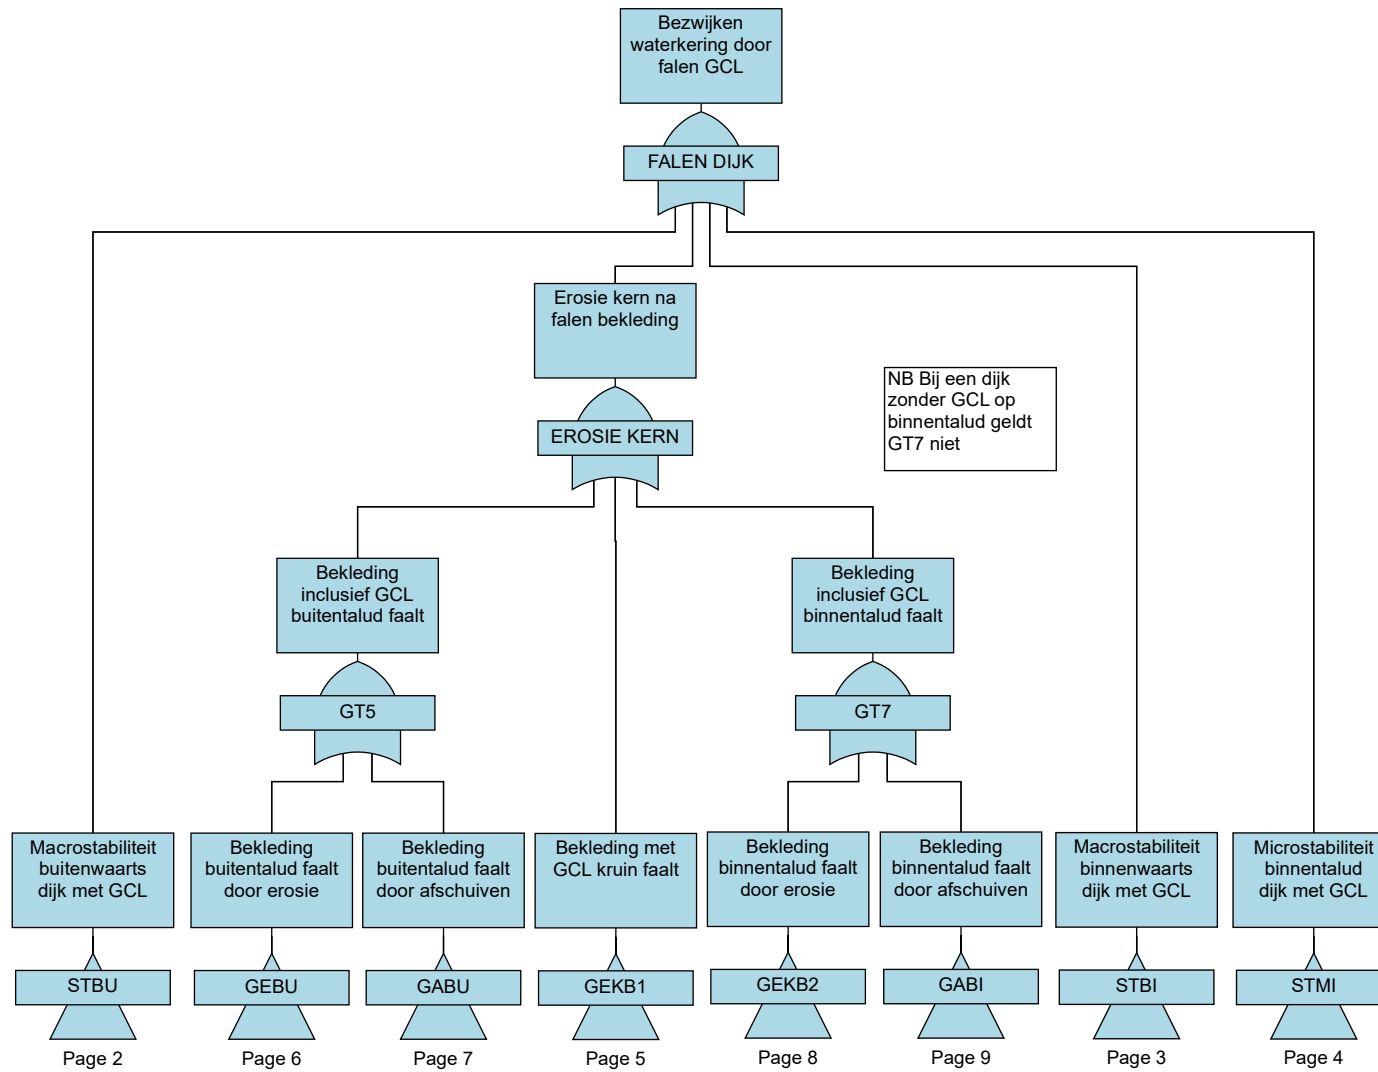 Bezwijken
waterkering door
falen GCL
FALEN DIJK
Erosie kern na
falen bekleding
EROSIE KERN
NB Bij een dijk
zonder GCL op
binnentalud geldt
GT7 niet
Bekleding
inclusief GCL
buitentalud faalt
GT5
Bekleding
inclusief GCL
binnentalud faalt
GT7
Macrostabiliteit
buitenwaarts
dijk met GCL
STBU
Page 2
Bekleding
buitentalud faalt
door erosie
GEBU
Page 6
Bekleding
buitentalud faalt
door afschuiven
GABU
Page 7
Bekleding met
GCL kruin faalt
GEKB1
Page 5
Bekleding
binnentalud faalt
door erosie
GEKB2
Page 8
Bekleding
binnentalud faalt
door afschuiven
GABI
Page 9
Macrostabiliteit
binnenwaarts
dijk met GCL
STBI
Page 3
Microstabiliteit
binnentalud
dijk met GCL
STMI
Page 4